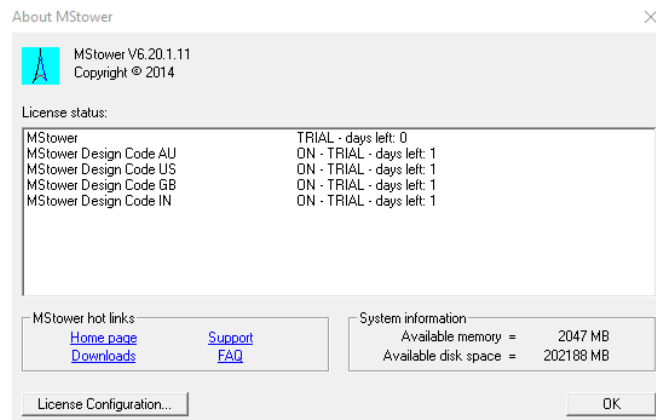 About MStower
MStower V6.20.1.11
Copyright © 2014
License status:
MStower TRIAL - days left: 0
MStower Design Code AU ON - TRIAL - days left: 1
MStower Design Code US ON - TRIAL - days left: 1
MStower Design Code GB ON - TRIAL - days left: 1
MStower Design Code IN ON - TRIAL - days left: 1
MStower hot links
Home page Support
Downloads FAQ
System information
Available memory = 2047 MB
Available disk space = 202188 MB
License Configuration... OK